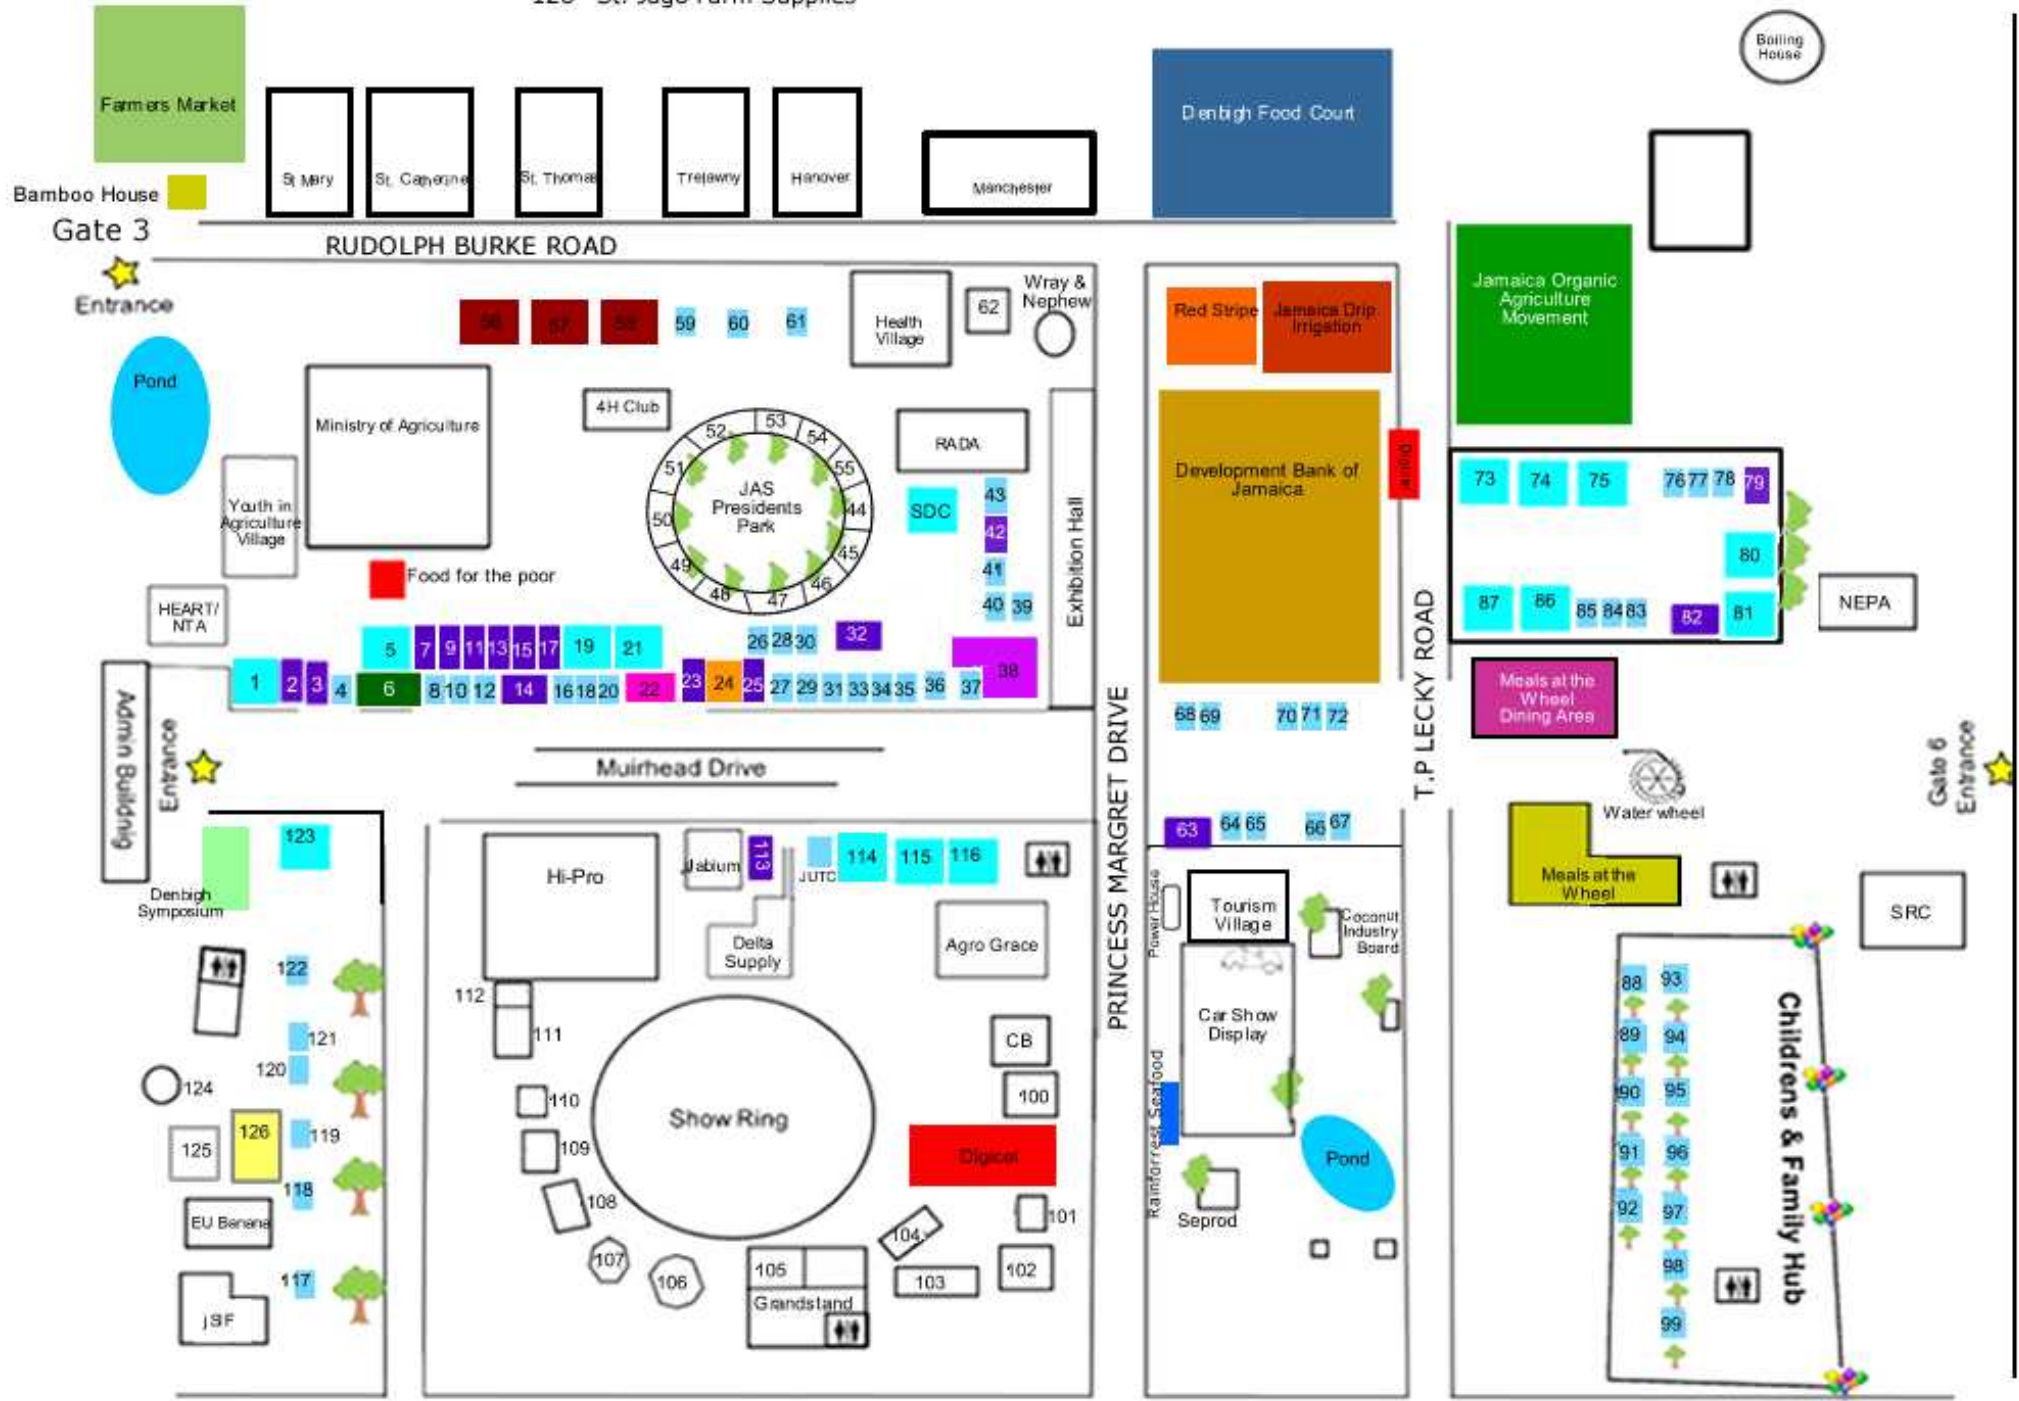 Boiling
House
Farmers Market
Denbigh Food Court
St Mary
St. Catherine
St. Thomas
Trelawny
Hanover
Manchester
Bamboo House
Gate 3
RUDOLPH BURKE ROAD
Entrance
Wray &
Nephew
62
Health
Village
56
57
58
59
60
61
Red Stripe
Jamaica Drip
Irrigation
Jamaica Organic
Agriculture
Movement
Pond
Ministry of Agriculture
4H Club
53
52
54
51
55
50
44
49
45
48
46
47
JAS
Presidents
Park
RADA
SDC
43
42
41
40
39
Exhibition Hall
Development Bank of
Jamaica
73
74
75
76
77
78
79
80
87
86
85
84
83
82
81
NEPA
Youth in
Agriculture
Village
Food for the poor
HEART/
NTA
5
7
9
11
13
15
17
19
21
26
28
30
32
38
1
2
3
4
6
8
10
12
14
16
18
20
22
23
24
25
27
29
31
33
34
35
36
37
Admin Buildnig
Entrance
Muirhead Drive
PRINCESS MARGRET DRIVE
68
69
70
71
72
T.P LECKY ROAD
Meals at the
Wheel
Dining Area
Water wheel
Gate 6
Entrance
63
64
65
66
67
Meals at the
Wheel
SRC
123
Denbigh
Symposium
Hi-Pro
Jabium
113
JUTC
114
115
116
Delta
Supply
Agro Grace
Power House
Tourism
Village
Coconut
Industry
Board
Car Show
Display
122
121
120
124
119
125
126
118
EU Banana
117
jSIF
112
111
110
109
108
107
106
105
Grandstand
104
103
102
101
100
CB
Show Ring
Digicel
Rainforrest Seafood
Pond
Seprod
88
93
89
94
90
95
91
96
92
97
98
99
Childrens & Family Hub